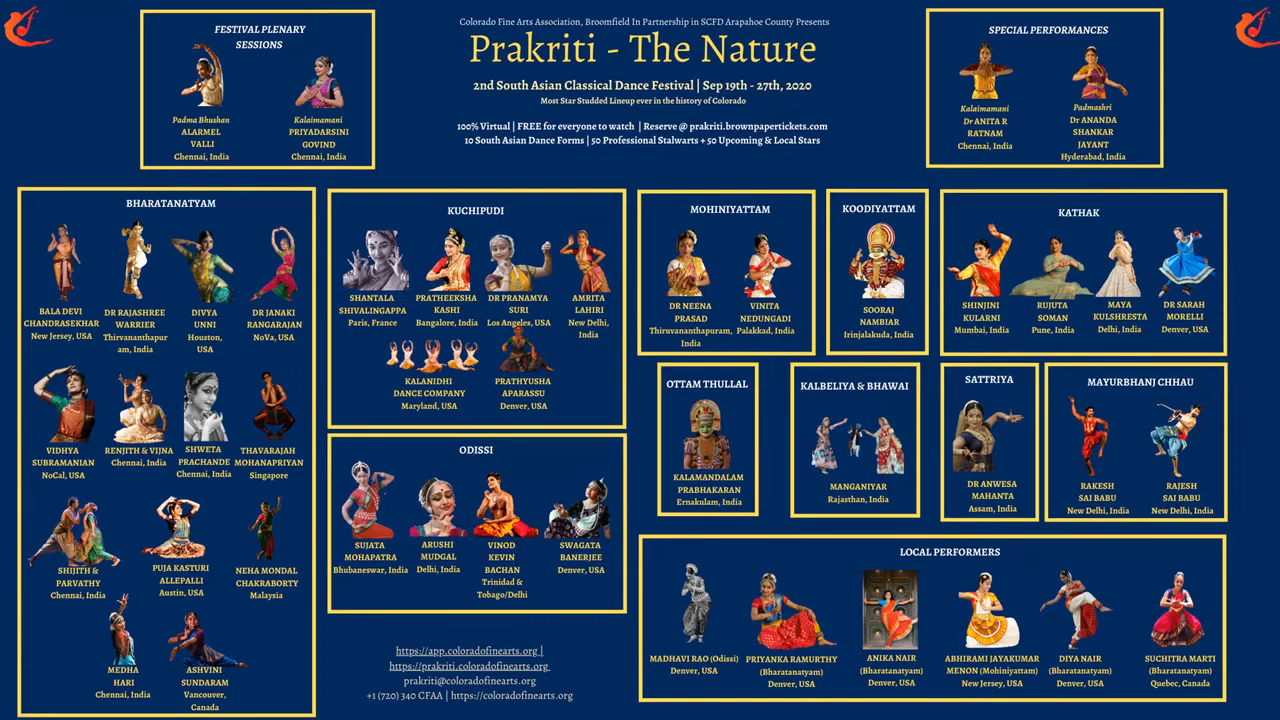 Colorado Fine Arts Association, Broomfield In Partnership in SCFD Arapahoe County Presents
Prakriti - The Nature
2nd South Asian Classical Dance Festival | Sep 19th - 27th, 2020
Most Star Studded Lineup ever in the history of Colorado
100% Virtual | FREE for everyone to watch | Reserve @ prakriti.brownpapertickets.com
10 South Asian Dance Forms | 50 Professional Stalwarts + 50 Upcoming & Local Stars
FESTIVAL PLENARY
SESSIONS
Padma Bhushan
ALARMEL
VALLI
Chennai, India
Kalaimamani
PRIYADARSINI
GOVIND
Chennai, India
SPECIAL PERFORMANCES
Kalaimamani
Dr ANITA R
RATNAM
Chennai, India
Padmashri
Dr ANANDA
SHANKAR
JAYANT
Hyderabad, India
BHARATANATYAM
BALA DEVI
CHANDRASEKHAR
New Jersey, USA
DR RAJASHREE
WARRIER
Thirvananthapur
am, India
DIVYA
UNNI
Houston,
USA
DR JANAKI
RANGARAJAN
NoVa, USA
VIDHYA
SUBRAMANIAN
NoCal, USA
RENJITH & VIJNA
Chennai, India
SHWETA
PRACHANDE
Chennai, India
THAVARAJAH
MOHANAPRIYAN
Singapore
SHIJITH &
PARVATHY
Chennai, India
PUJA KASTURI
ALLEPALLI
Austin, USA
NEHA MONDAL
CHAKRABORTY
Malaysia
MEDHA
HARI
Chennai, India
ASHVINI
SUNDARAM
Vancouver,
Canada
KUCHIPUDI
SHANTALA
SHIVALINGAPPA
Paris, France
PRATHEEKSHA
KASHI
Bangalore, India
DR PRANAMYA
SURI
Los Angeles, USA
AMRITA
LAHIRI
New Delhi,
India
KALANIDHI
DANCE COMPANY
Maryland, USA
PRATHYUSHA
APARASSU
Denver, USA
ODISSI
SUJATA
MOHAPATRA
Bhubaneswar, India
ARUSHI
MUDGAL
Delhi, India
VINOD
KEVIN
BACHAN
Trinidad &
Tobago/Delhi
SWAGATA
BANERJEE
Denver, USA
MOHINIYATTAM
DR NEENA
PRASAD
Thiruvananthapuram,
India
VINITA
NEDUNGADI
Palakkad, India
KOODIYATTAM
SOORAJ
NAMBIAR
Irinjalakuda, India
KATHAK
SHINJINI
KULARNI
Mumbai, India
RUJUTA
SOMAN
Pune, India
MAYA
KULSHRESTA
Delhi, India
DR SARAH
MORELLI
Denver, USA
OTTAM THULLAL
KALAMANDALAM
PRABHAKARAN
Ernakulam, India
KALBELIYA & BHAWAI
MANGANIYAR
Rajasthan, India
SATTRIYA
DR ANWESA
MAHANTA
Assam, India
MAYURBHANJ CHHAU
RAKESH
SAI BABU
New Delhi, India
RAJESH
SAI BABU
New Delhi, India
LOCAL PERFORMERS
MADHAVI RAO (Odissi)
Denver, USA
PRIYANKA RAMURTHY
(Bharatanatyam)
Denver, USA
ANIKA NAIR
(Bharatanatyam)
Denver, USA
ABHIRAMI JAYAKUMAR
MENON (Mohiniyattam)
New Jersey, USA
DIYA NAIR
(Bharatanatyam)
Denver, USA
SUCHITRA MARTI
(Bharatanatyam)
Quebec, Canada
https://app.coloradofinearts.org |
https://prakriti.coloradofinearts.org
prakriti@coloradofinearts.org
+1 (720) 340 CFAA | https://coloradofinearts.org